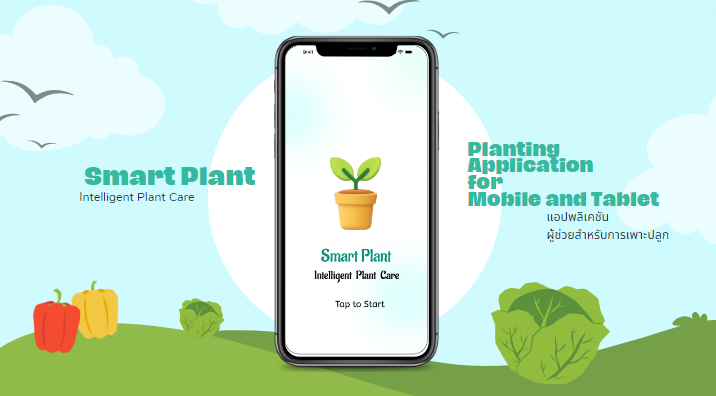 Smart Plant
Intelligent Plant Care
9:41
Smart Plant
Intelligent Plant Care
Tap to Start
Planting
Application
for
Mobile and Tablet
แอปพลิเคชัน
ผู้ช่วยสำหรับการเพาะปลูก